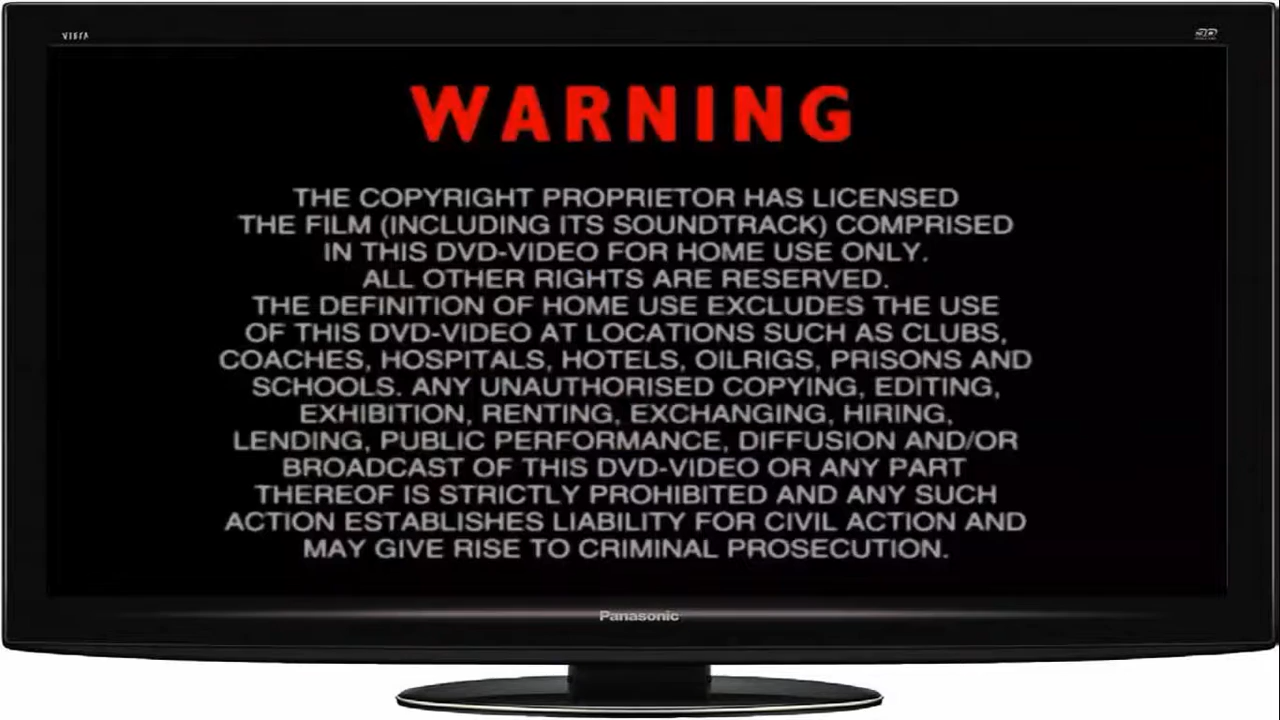 VIERA
WARNING
THE COPYRIGHT PROPRIETOR HAS LICENSED
THE FILM (INCLUDING ITS SOUNDTRACK) COMPRISED
IN THIS DVD-VIDEO FOR HOME USE ONLY.
ALL OTHER RIGHTS ARE RESERVED.
THE DEFINITION OF HOME USE EXCLUDES THE USE
OF THIS DVD-VIDEO AT LOCATIONS SUCH AS CLUBS,
COACHES, HOSPITALS, HOTELS, OILRIGS, PRISONS AND
SCHOOLS. ANY UNAUTHORISED COPYING, EDITING,
EXHIBITION, RENTING, EXCHANGING, HIRING,
LENDING, PUBLIC PERFORMANCE, DIFFUSION AND/OR
BROADCAST OF THIS DVD-VIDEO OR ANY PART
THEREOF IS STRICTLY PROHIBITED AND ANY SUCH
ACTION ESTABLISHES LIABILITY FOR CIVIL ACTION AND
MAY GIVE RISE TO CRIMINAL PROSECUTION.
Panasonic